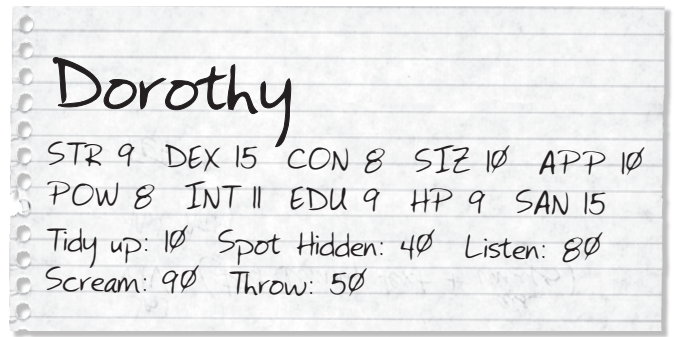 Dorothy
STR 9 DEX 15 CON 8 SIZ 10 APP 10
POW 8 INT 11 EDU 9 HP 9 SAN 15
Tidy up: 10 Spot Hidden: 40 Listen: 80
Scream: 90 Throw: 50